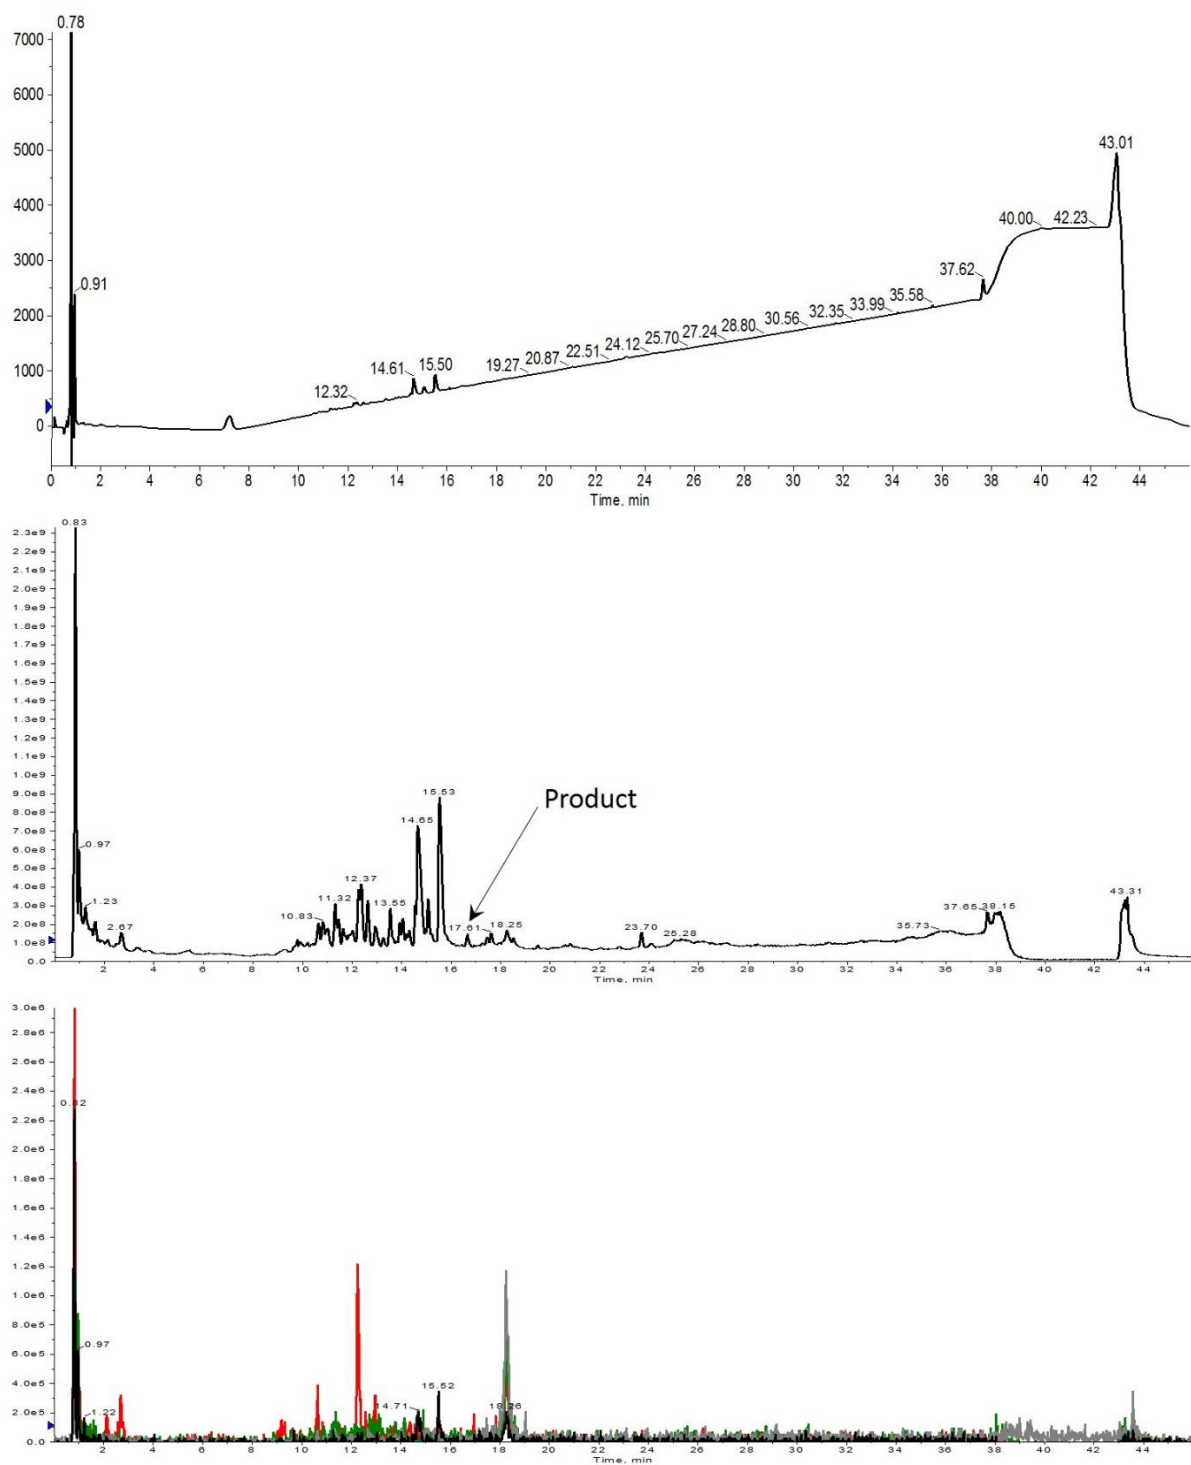 0.78
7000
6000
5000
43.01
4000
40.00
42.23
3000
0.91
37.62
35.58
33.99
32.35
30.56
28.80
27.24
25.70
24.12
22.51
20.87
19.27
2000
14.61
15.50
1000
12.32
0
0 2 4 6 8 10 12 14 16 18 20 22 24 26 28 30 32 34 36 38 40 42 44
Time, min
0.83
2.3e9
2.2e9
2.1e9
2.0e9
1.9e9
1.8e9
1.7e9
1.6e9
1.5e9
1.4e9
1.3e9
1.2e9
1.1e9
1.0e9
9.0e8
15.53
Product
8.0e8
14.65
7.0e8
0.97
6.0e8
5.0e8
12.37
4.0e8
43.31
11.32
13.55
1.23
3.0e8
37.65
38.15
10.83
2.0e8
2.67
17.61
18.25
23.70
25.28
35.73
1.0e8
0.0
2 4 6 8 10 12 14 16 18 20 22 24 26 28 30 32 34 36 38 40 42 44
Time, min
3.0e6
2.8e6
2.6e6
2.4e6
0.82
2.2e6
2.0e6
1.8e6
1.6e6
1.4e6
1.2e6
1.0e6
8.0e5
0.97
6.0e5
15.52
4.0e5
1.22
14.71
18.26
2.0e5
0.0
2 4 6 8 10 12 14 16 18 20 22 24 26 28 30 32 34 36 38 40 42 44
Time, min